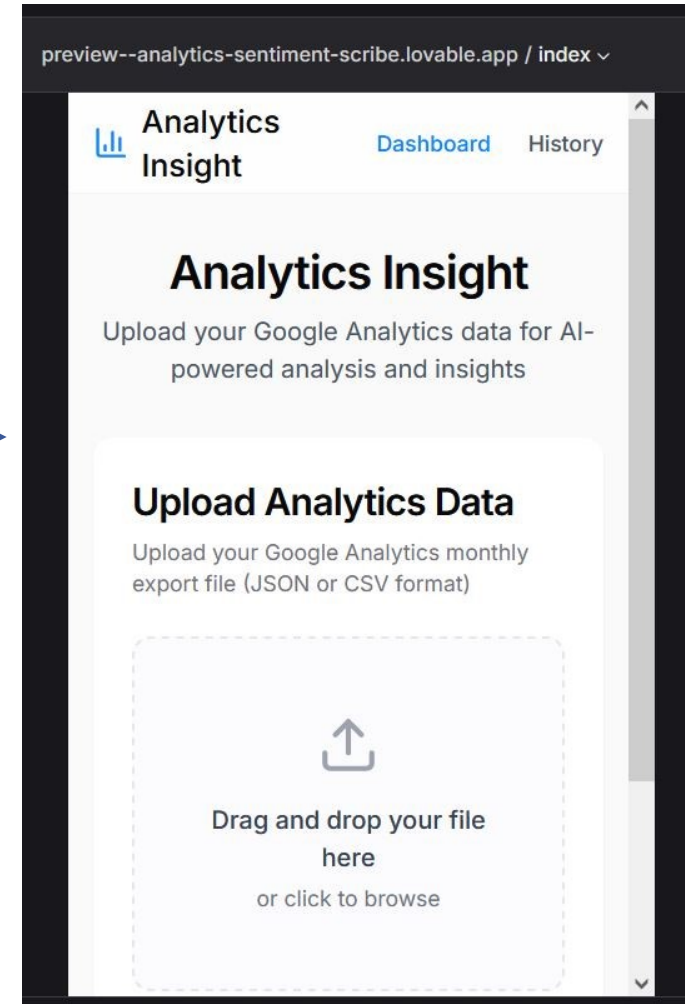 preview--analytics-sentiment-scribe.lovable.app / index
Analytics
Insight
Dashboard
History
Analytics Insight
Upload your Google Analytics data for AI-
powered analysis and insights
Upload Analytics Data
Upload your Google Analytics monthly
export file (JSON or CSV format)
Drag and drop your file
here
or click to browse